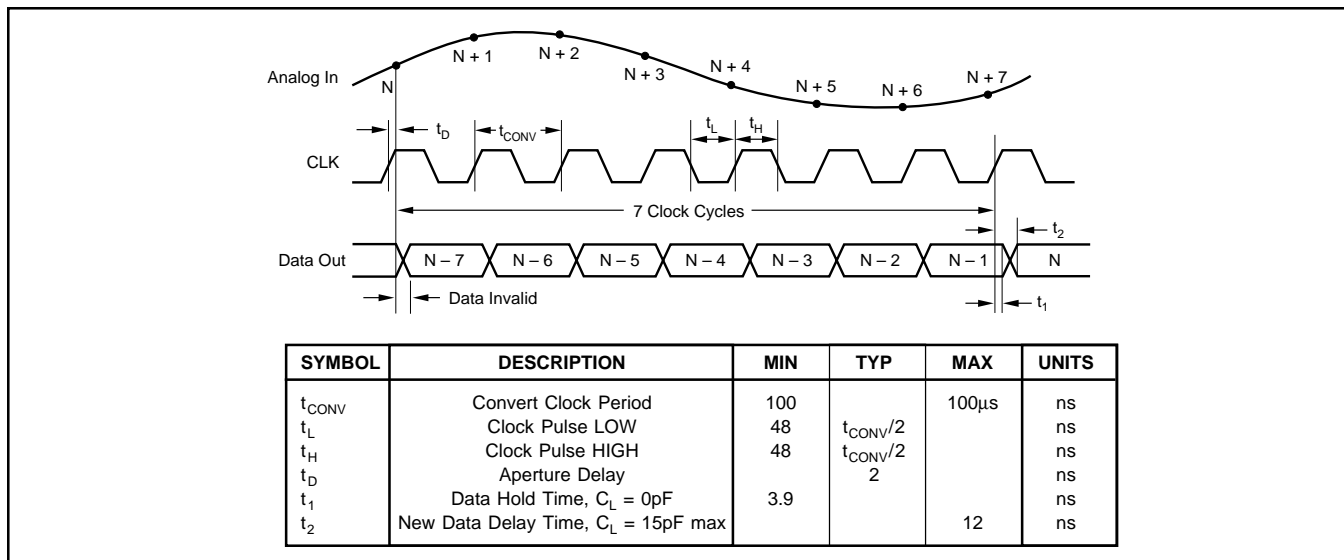 Analog In
N
N + 1
N + 2
N + 3
N + 4
N + 5
N + 6
N + 7
t_D
t_CONV
t_L
t_H
CLK
7 Clock Cycles
t_2
Data Out
N – 7
N – 6
N – 5
N – 4
N – 3
N – 2
N – 1
N
Data Invalid
t_1
SYMBOL DESCRIPTION MIN TYP MAX UNITS
t_CONV Convert Clock Period 100 100µs ns
t_L Clock Pulse LOW 48 t_CONV/2 ns
t_H Clock Pulse HIGH 48 t_CONV/2 ns
t_D Aperture Delay 2 ns
t_1 Data Hold Time, C_L = 0pF 3.9 ns
t_2 New Data Delay Time, C_L = 15pF max 12 ns